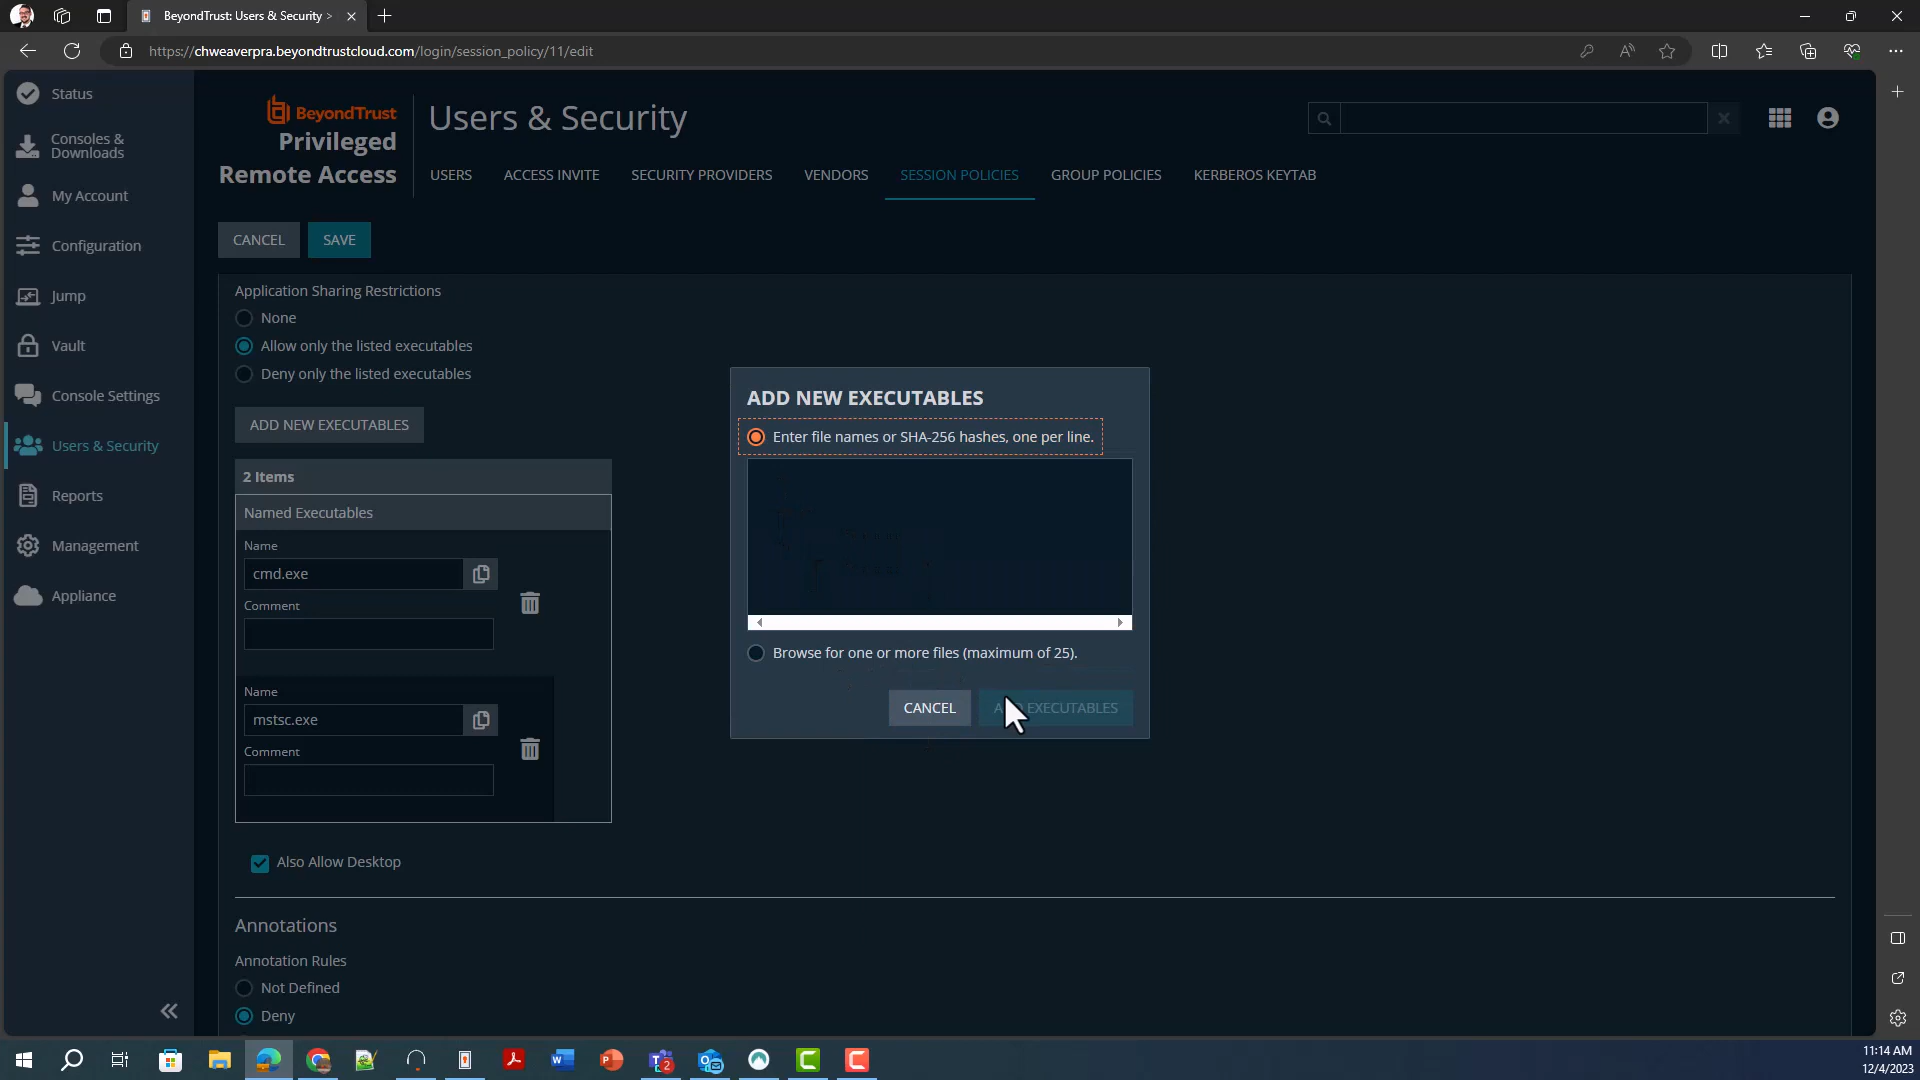 BeyondTrust: Users & Security >
https://chweaverpra.beyondtrustcloud.com/login/session_policy/11/edit
Status
Consoles &
Downloads
My Account
Configuration
Jump
Vault
Console Settings
Users & Security
Reports
Management
Appliance
BeyondTrust
Privileged
Remote Access
Users & Security
USERS
ACCESS INVITE
SECURITY PROVIDERS
VENDORS
SESSION POLICIES
GROUP POLICIES
KERBEROS KEYTAB
CANCEL
SAVE
Application Sharing Restrictions
None
Allow only the listed executables
Deny only the listed executables
ADD NEW EXECUTABLES
2 Items
Named Executables
Name
cmd.exe
Comment
Name
mstsc.exe
Comment
Also Allow Desktop
Annotations
Annotation Rules
Not Defined
Deny
ADD NEW EXECUTABLES
Enter file names or SHA-256 hashes, one per line.
Browse for one or more files (maximum of 25).
CANCEL
EXECUTABLES
2
11:14 AM
12/4/2023